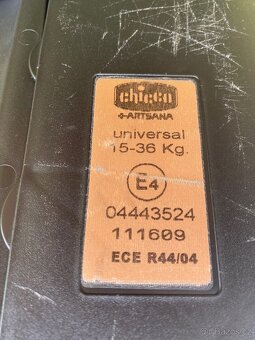 chicco
ARTSANA
universal
15-36 Kg.
E4
04443524
111609
ECE R44/04